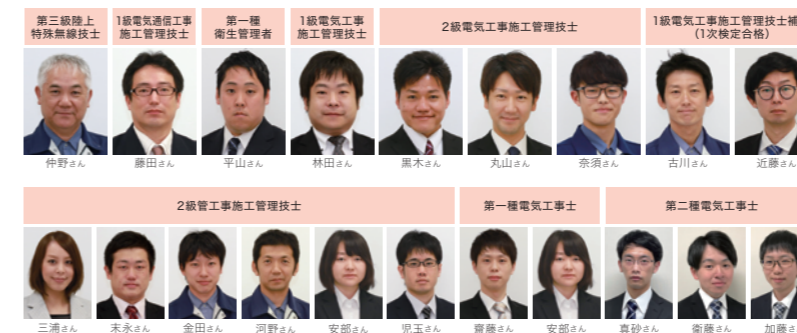 第三級陸上
特殊無線技士
1級電気通信工事
施工管理技士
第一種
衛生管理者
1級電気工事
施工管理技士
2級電気工事施工管理技士
1級電気工事施工管理技士補
(1次検定合格)
仲野さん
藤田さん
平山さん
林田さん
黒木さん
丸山さん
奈須さん
古川さん
近藤さん
2級管工事施工管理技士
第一種電気工事士
第二種電気工事士
三浦さん
末永さん
金田さん
河野さん
安部さん
児玉さん
齋藤さん
安部さん
真砂さん
衛藤さん
加藤さ